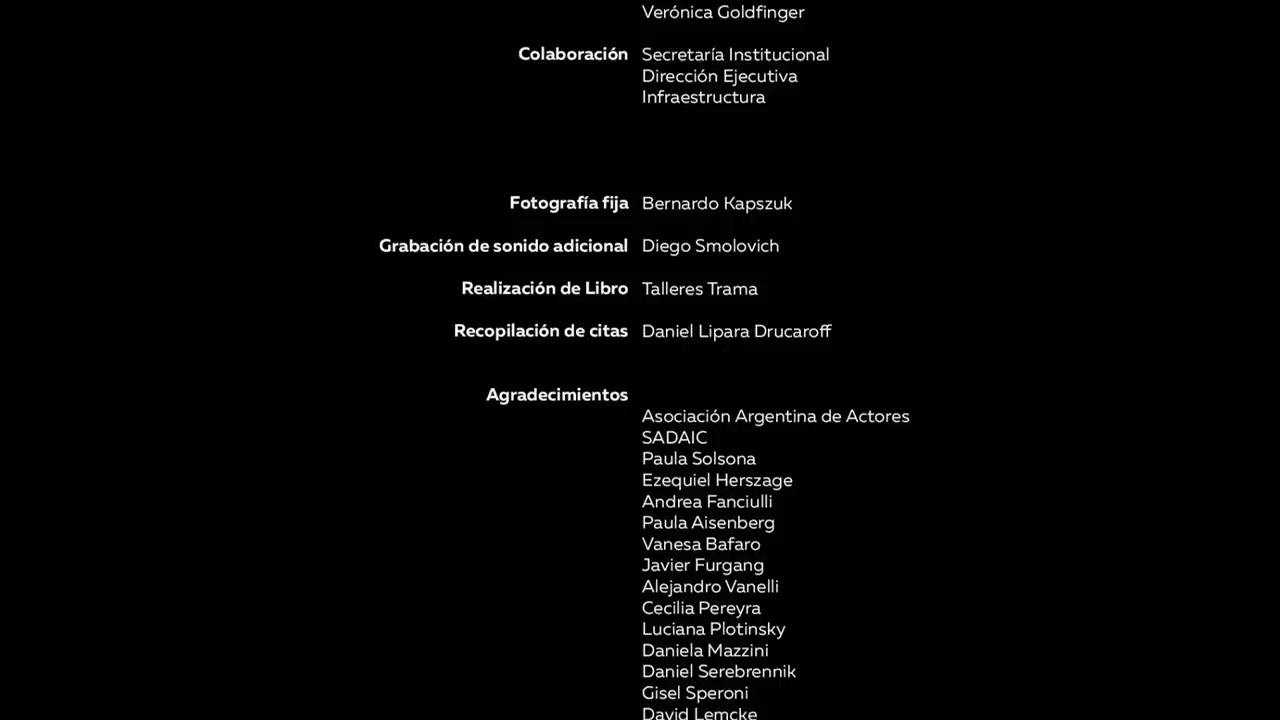 Verónica Goldfinger
Colaboración Secretaría Institucional
Dirección Ejecutiva
Infraestructura
Fotografía fija Bernardo Kapszuk
Grabación de sonido adicional Diego Smolovich
Realización de Libro Talleres Trama
Recopilación de citas Daniel Lipara Drucaroff
Agradecimientos
Asociación Argentina de Actores
SADAIC
Paula Solsona
Ezequiel Herszage
Andrea Fanciulli
Paula Aisenberg
Vanesa Bafaro
Javier Furgang
Alejandro Vanelli
Cecilia Pereyra
Luciana Plotinsky
Daniela Mazzini
Daniel Serebrennik
Gisel Speroni
David Lemcke